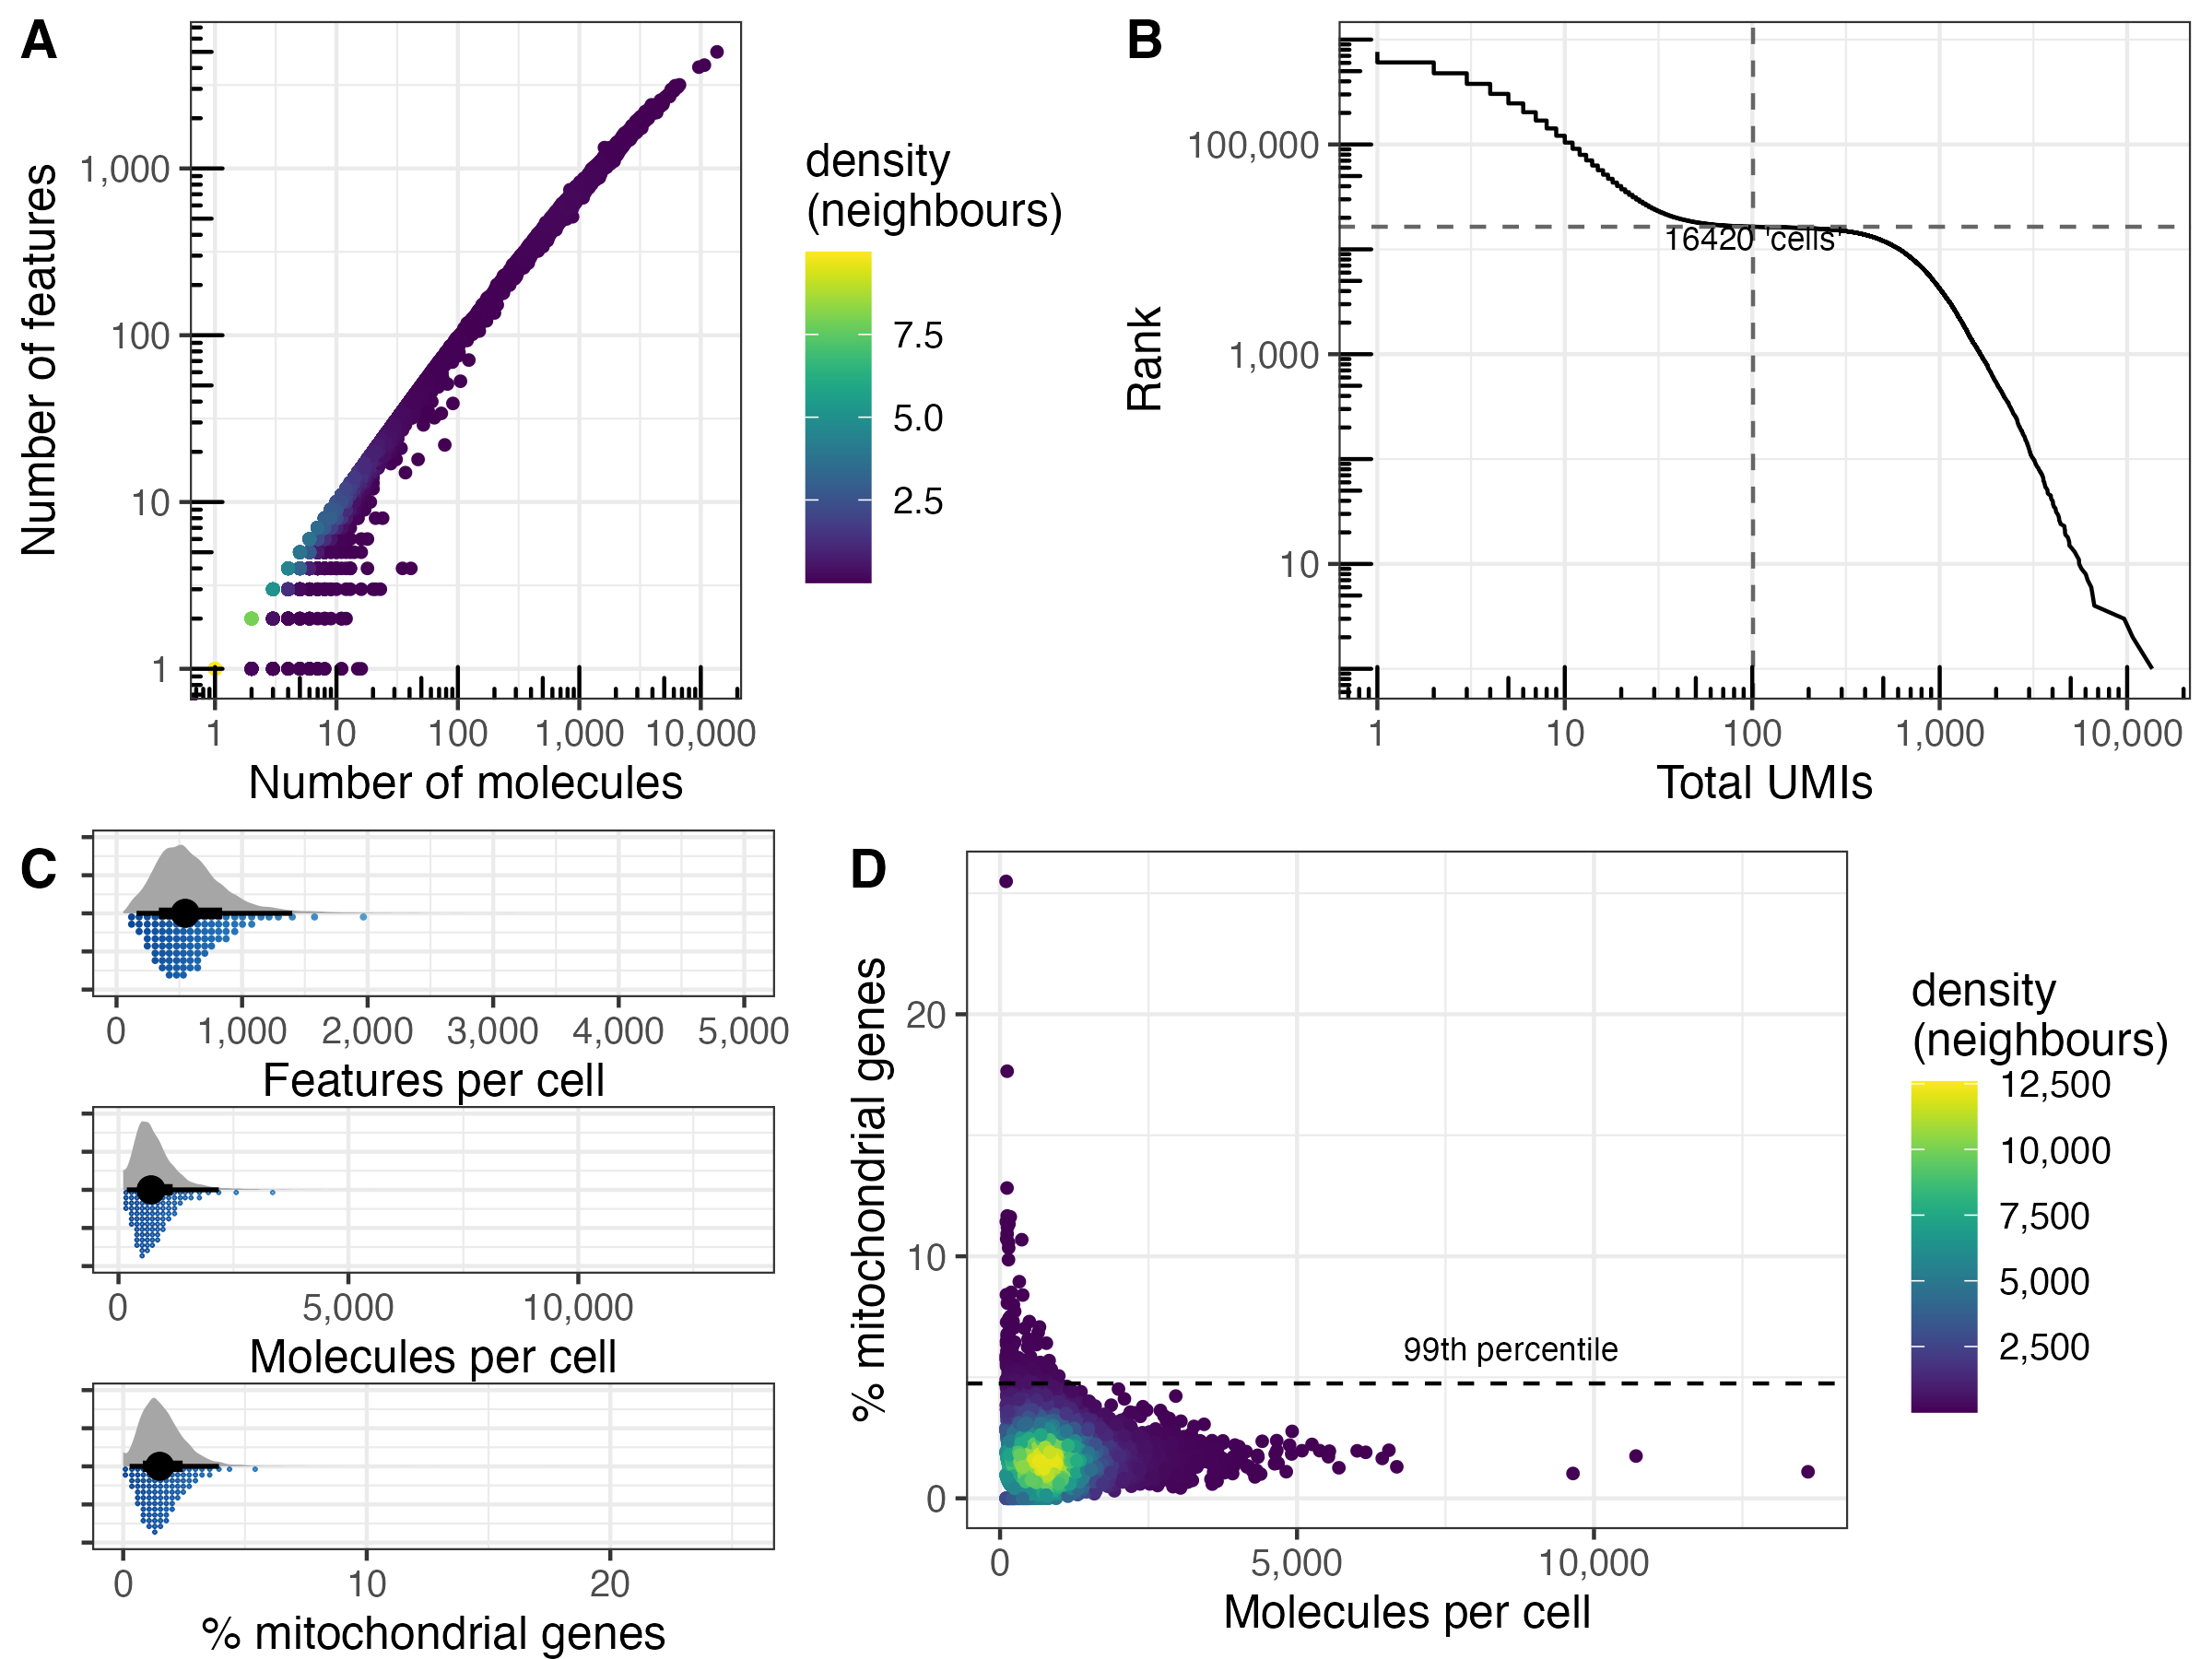 A
Number of features
1,000
100
10
1
1
10
100
1,000
10,000
Number of molecules
density
(neighbours)
7.5
5.0
2.5
B
Rank
100,000
1,000
10
16420 'cells'
1
10
100
1,000
10,000
Total UMIs
C
0
1,000
2,000
3,000
4,000
5,000
Features per cell
0
5,000
10,000
Molecules per cell
0
10
20
% mitochondrial genes
D
% mitochondrial genes
20
10
0
99th percentile
0
5,000
10,000
Molecules per cell
density
(neighbours)
12,500
10,000
7,500
5,000
2,500